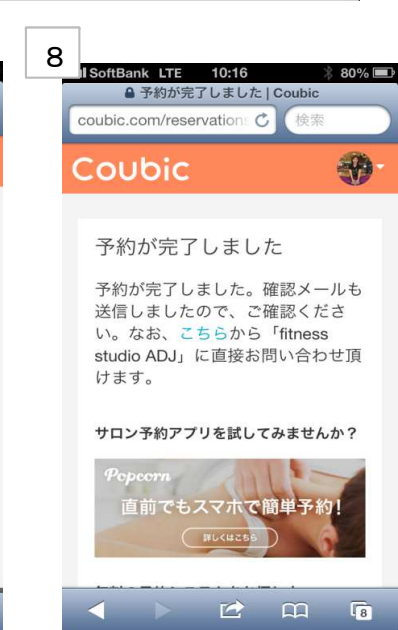 8
SoftBank LTE 10:16 80%
予約が完了しました | Coubic
coubic.com/reservations 検索
Coubic
予約が完了しました
予約が完了しました。確認メールも
送信しましたので、ご確認くださ
い。なお、こちらから「fitness
studio ADJ」に直接お問い合わせ頂
けます。
サロン予約アプリを試してみませんか?
Popcorn
直前でもスマホで簡単予約!
詳しくはこちら
8